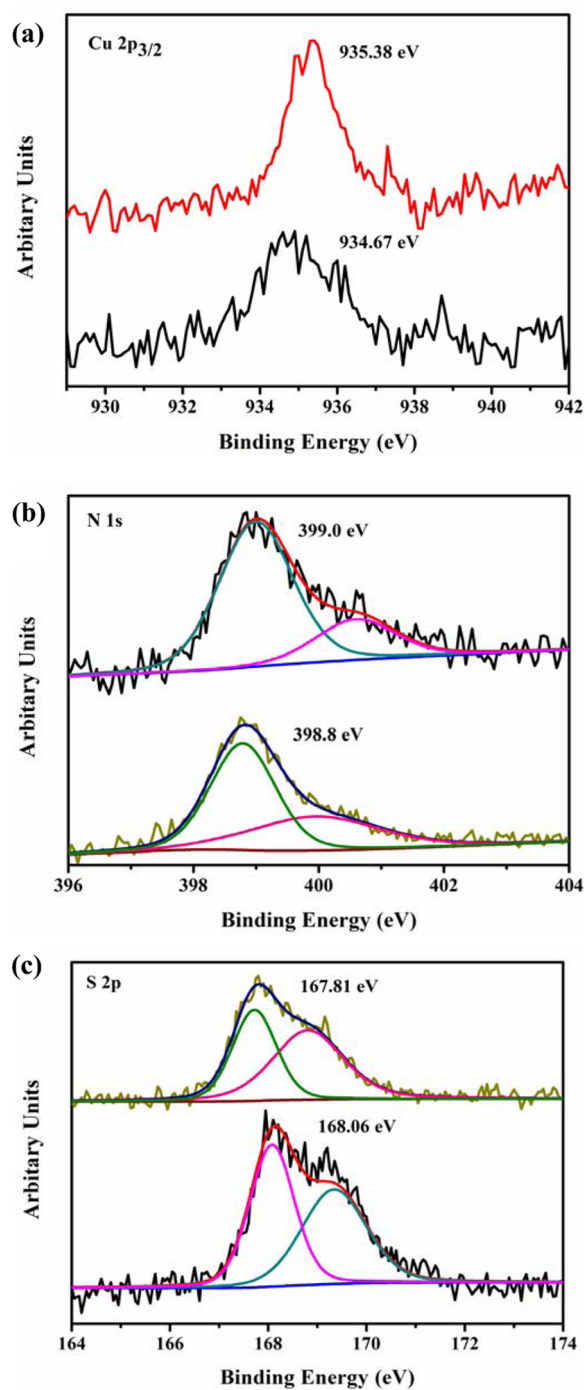 (a)
Cu 2p3/2
935.38 eV
934.67 eV
Arbitary Units
930 932 934 936 938 940 942
Binding Energy (eV)
(b)
N 1s
399.0 eV
398.8 eV
Arbitary Units
396 398 400 402 404
Binding Energy (eV)
(c)
S 2p
167.81 eV
168.06 eV
Arbitary Units
164 166 168 170 172 174
Binding Energy (eV)